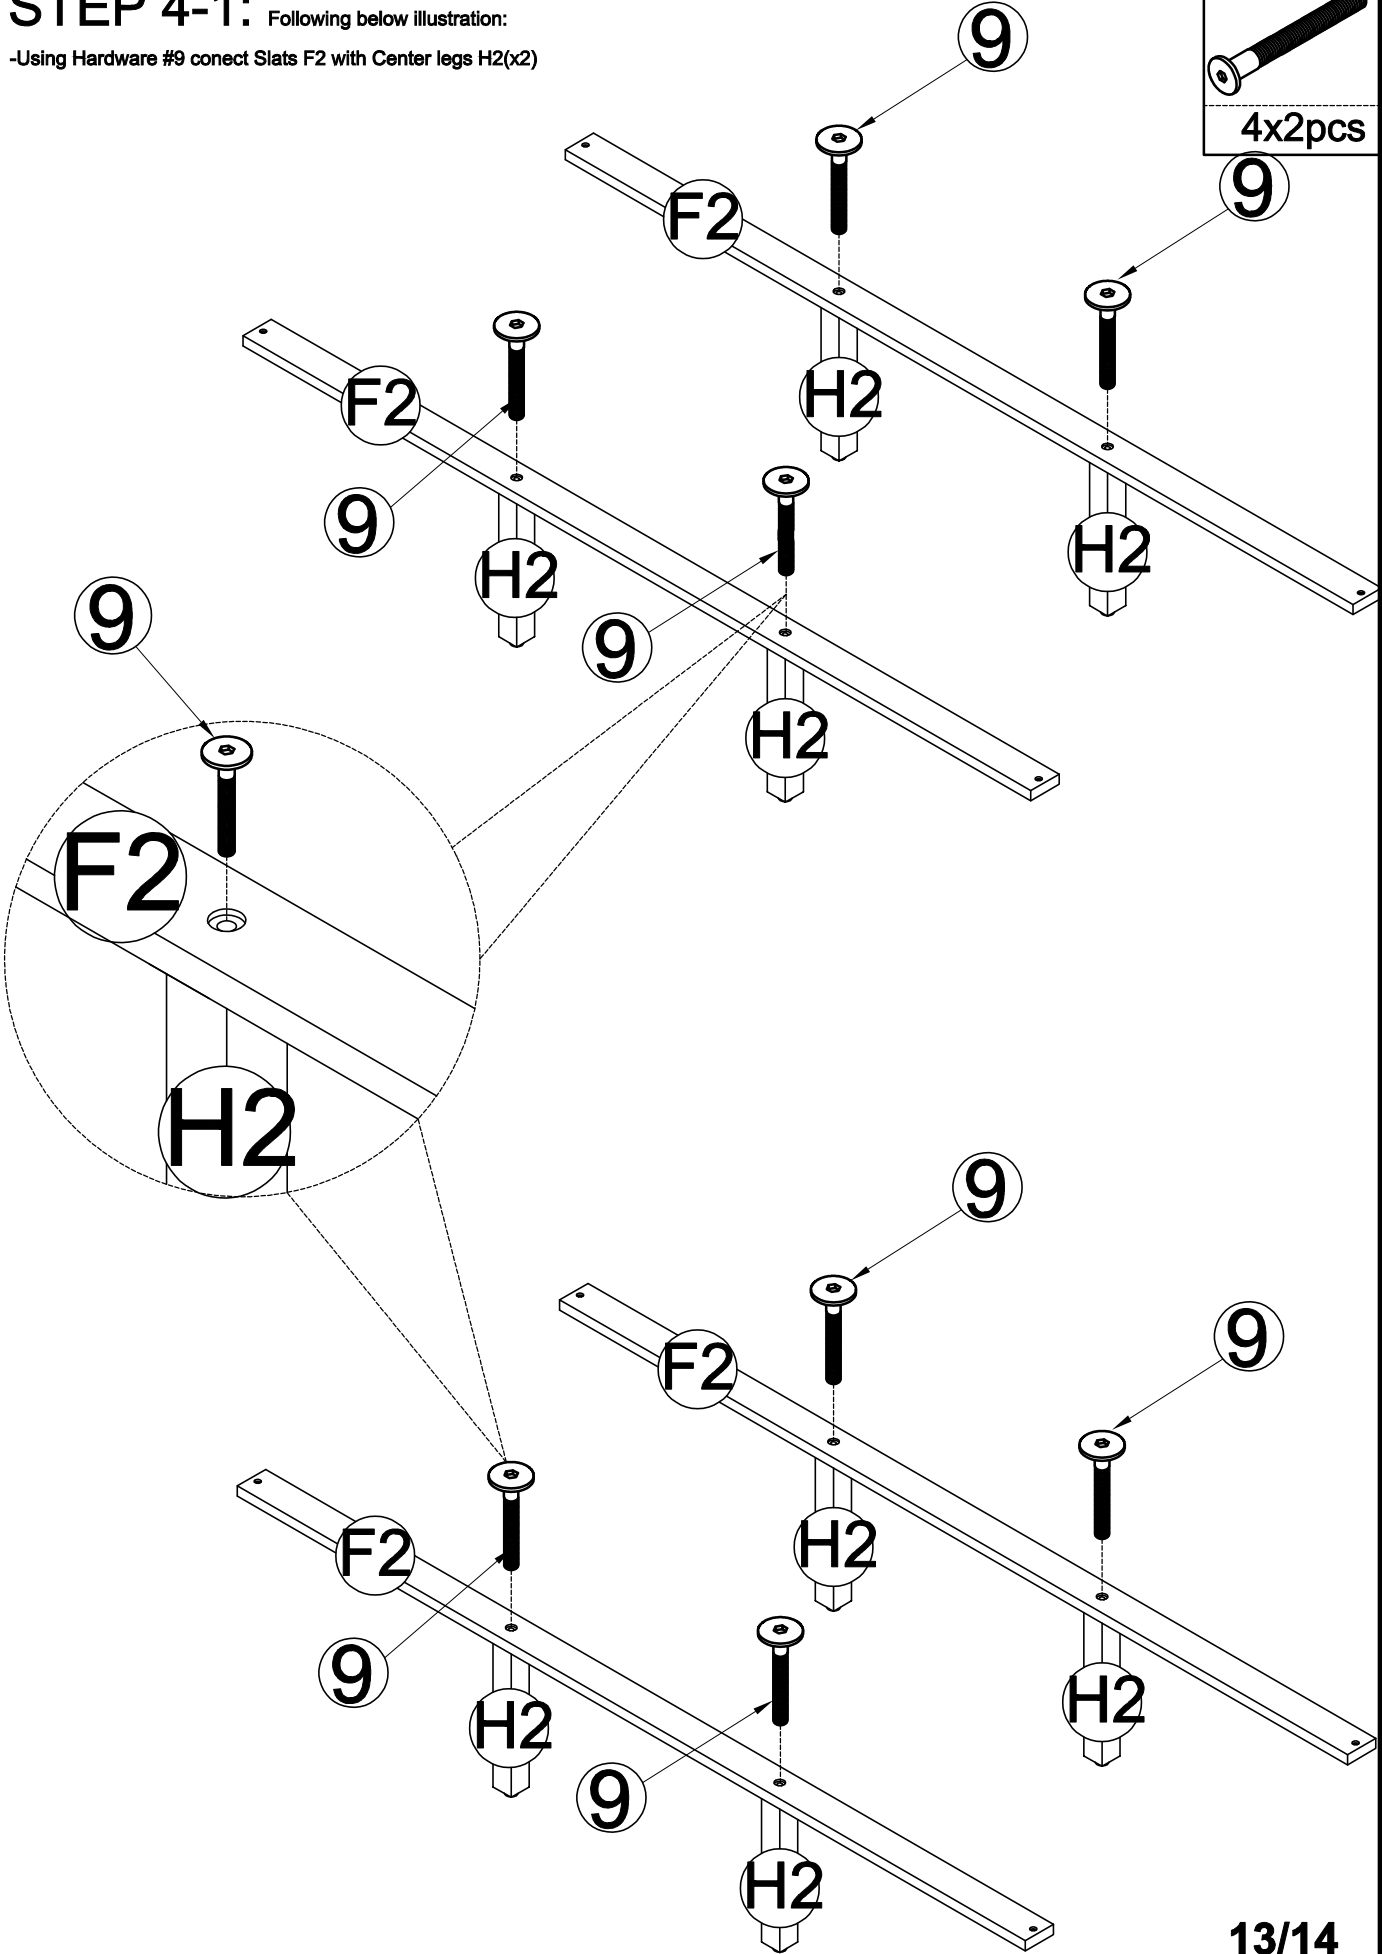 STEP 4-1: Following below illustration:
-Using Hardware #9 conect Slats F2 with Center legs H2(x2)
4x2pcs
9
9
F2
H2
F2
H2
9
H2
9
9
H2
F2
H2
9
9
F2
H2
F2
9
H2
H2
9
H2
13/14